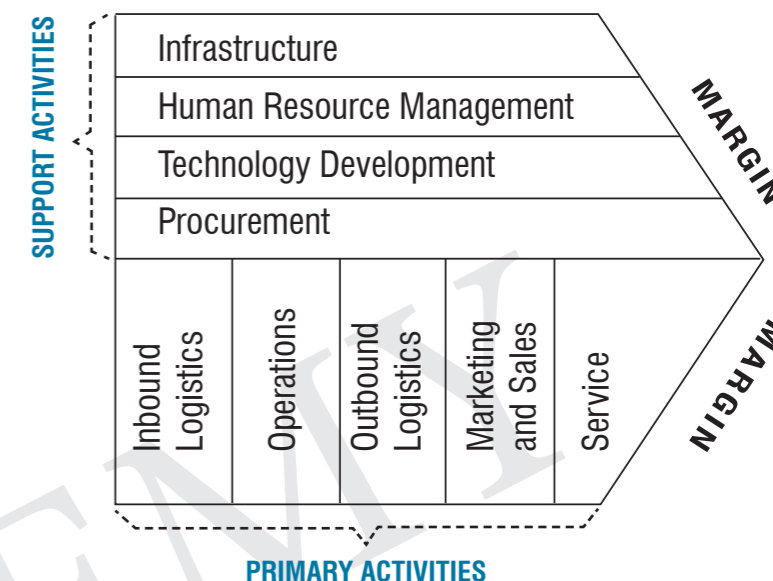 SUPPORT ACTIVITIES
Infrastructure
Human Resource Management
Technology Development
Procurement
MARGIN
Inbound
Logistics
Operations
Outbound
Logistics
Marketing
and Sales
Service
MARGIN
PRIMARY ACTIVITIES
EMY